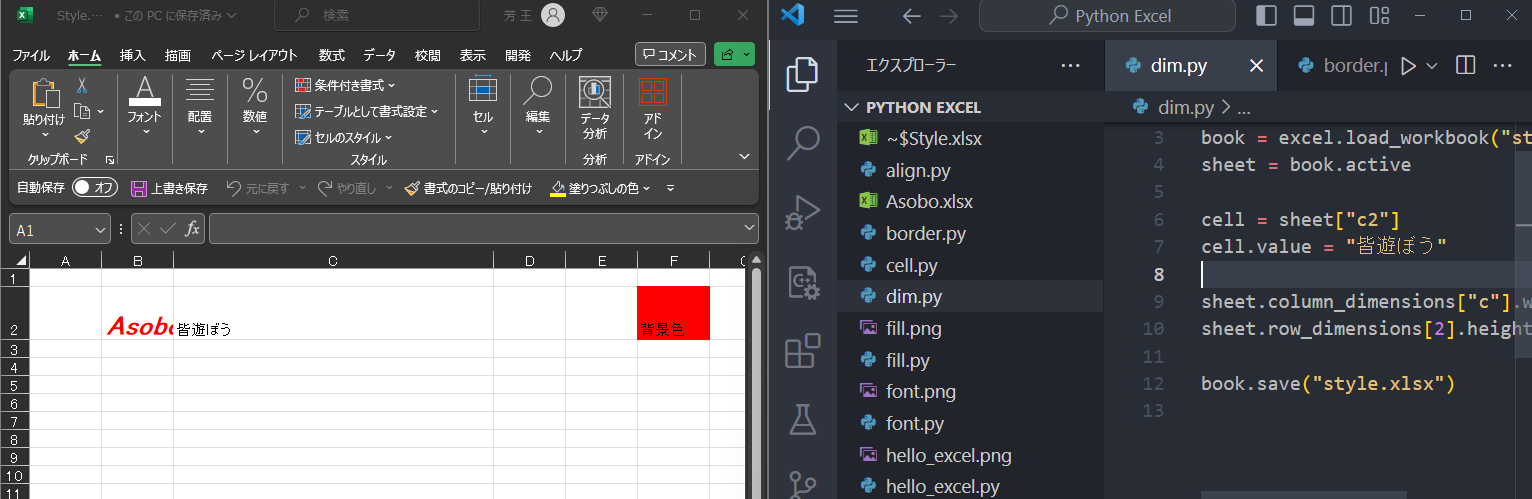 Style.… • この PC に保存済み
検索
芳 王
ファイル ホーム 挿入 描画 ページ レイアウト 数式 データ 校閲 表示 開発 ヘルプ
コメント
貼り付け
クリップボード
フォント
配置
数値
条件付き書式
テーブルとして書式設定
セルのスタイル
スタイル
セル
編集
データ
分析
分析
アド
イン
アドイン
自動保存 オフ 上書き保存 元に戻す やり直し 書式のコピー/貼り付け 塗りつぶしの色
A1
fx
A B C D E F
1
2 Asobo 皆遊ぼう 背景色
3
4
5
6
7
8
9
10
11
Python Excel
エクスプローラー
PYTHON EXCEL
~$Style.xlsx
align.py
Asobo.xlsx
border.py
cell.py
dim.py
fill.png
fill.py
font.png
font.py
hello_excel.png
hello_excel.py
dim.py
border.p
dim.py > ...
3 book = excel.load_workbook("st
4 sheet = book.active
5
6 cell = sheet["c2"]
7 cell.value = "皆遊ぼう"
8
9 sheet.column_dimensions["c"].w
10 sheet.row_dimensions[2].height
11
12 book.save("style.xlsx")
13